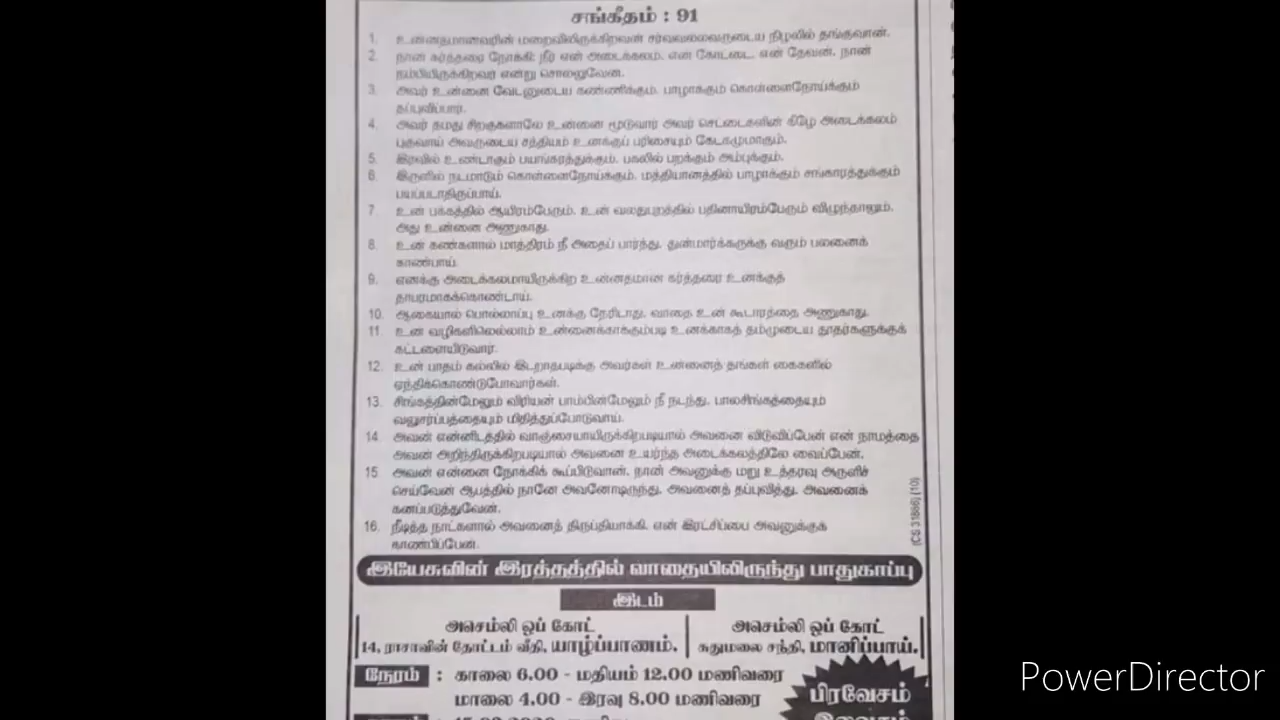 சங்கீதம் : 91
1. உன்னதமானவரின் மறைவிலிருக்கிறவன் சர்வவல்லவருடைய நிழலில் தங்குவான்.
2. நான் கர்த்தரை நோக்கி; நீர் என் அடைக்கலம், என் கோட்டை, என் தேவன், நான்
நம்பியிருக்கிறவர் என்று சொல்லுவேன்.
3. அவர் உன்னை வேடனுடைய கண்ணிக்கும், பாழாக்கும் கொள்ளைநோய்க்கும்
தப்புவிப்பார்.
4. அவர் தமது சிறகுகளாலே உன்னை மூடுவார் அவர் செட்டைகளின் கீழே அடைக்கலம்
புகுவாய் அவருடைய சத்தியம் உனக்குப் பரிசையும் கேடகமுமாகும்.
5. இரவில் உண்டாகும் பயங்கரத்துக்கும், பகலில் பறக்கும் அம்புக்கும்,
6. இருளில் நடமாடும் கொள்ளைநோய்க்கும், மத்தியானத்தில் பாழாக்கும் சங்காரத்துக்கும்
பயப்படாதிருப்பாய்.
7. உன் பக்கத்தில் ஆயிரம்பேரும், உன் வலதுபுறத்தில் பதினாயிரம்பேரும் விழுந்தாலும்,
அது உன்னை அணுகாது.
8. உன் கண்களால் மாத்திரம் நீ அதைப் பார்ந்து, துன்மார்க்கருக்கு வரும் பலனைக்
காண்பாய்.
9. எனக்கு அடைக்கலமாயிருக்கிற உன்னதமான கர்த்தரை உனக்குத்
தாபரமாகக்கொண்டாய்.
10. ஆகையால் பொல்லாப்பு உனக்கு நேரிடாது, வாதை உன் கூடாரத்தை அணுகாது.
11. உன் வழிகளிலெல்லாம் உன்னைக்காக்கும்படி உனக்காகத் தம்முடைய தூதர்களுக்குக்
கட்டளையிடுவார்.
12. உன் பாதம் கல்லில் இடறாதபடிக்கு அவர்கள் உன்னைத் தங்கள் கைகளில்
ஏந்திக்கொண்டுபோவார்கள்.
13. சிங்கத்தின்மேலும் விரியன் பாம்பின்மேலும் நீ நடந்து, பாலசிங்கத்தையும்
வலுசர்ப்பத்தையும் மிதித்துப்போடுவாய்.
14. அவன் என்னிடத்தில் வாஞ்சையாயிருக்கிறபடியால் அவனை விடுவிப்பேன் என் நாமத்தை
அவன் அறிந்திருக்கிறபடியால் அவனை உயர்ந்த அடைக்கலத்திலே வைப்பேன்.
15 அவன் என்னை நோக்கிக் கூப்பிடுவான், நான் அவனுக்கு மறு உத்தரவு அருளிச்
செய்வேன் ஆபத்தில் நானே அவனோடிருந்து, அவனைத் தப்புவித்து, அவனைக்
கனப்படுத்துவேன்.
16. நீடித்த நாட்களால் அவனைத் திருப்தியாக்கி, என் இரட்சிப்பை அவனுக்குக்
காண்பிப்பேன்.
(CS 31886) (10)
இயேசுவின் இரத்தத்தில் வாதையிலிருந்து பாதுகாப்பு
இடம்
அசெம்லி ஒப் கோட்
14, ராசாவின் தோட்டம் வீதி, யாழ்ப்பாணம்.
அசெம்லி ஒப் கோட்
சுதுமலை சந்தி, மானிப்பாய்.
நேரம் : காலை 6.00 - மதியம் 12.00 மணிவரை
மாலை 4.00 - இரவு 8.00 மணிவரை
பிரவேசம்
PowerDirector